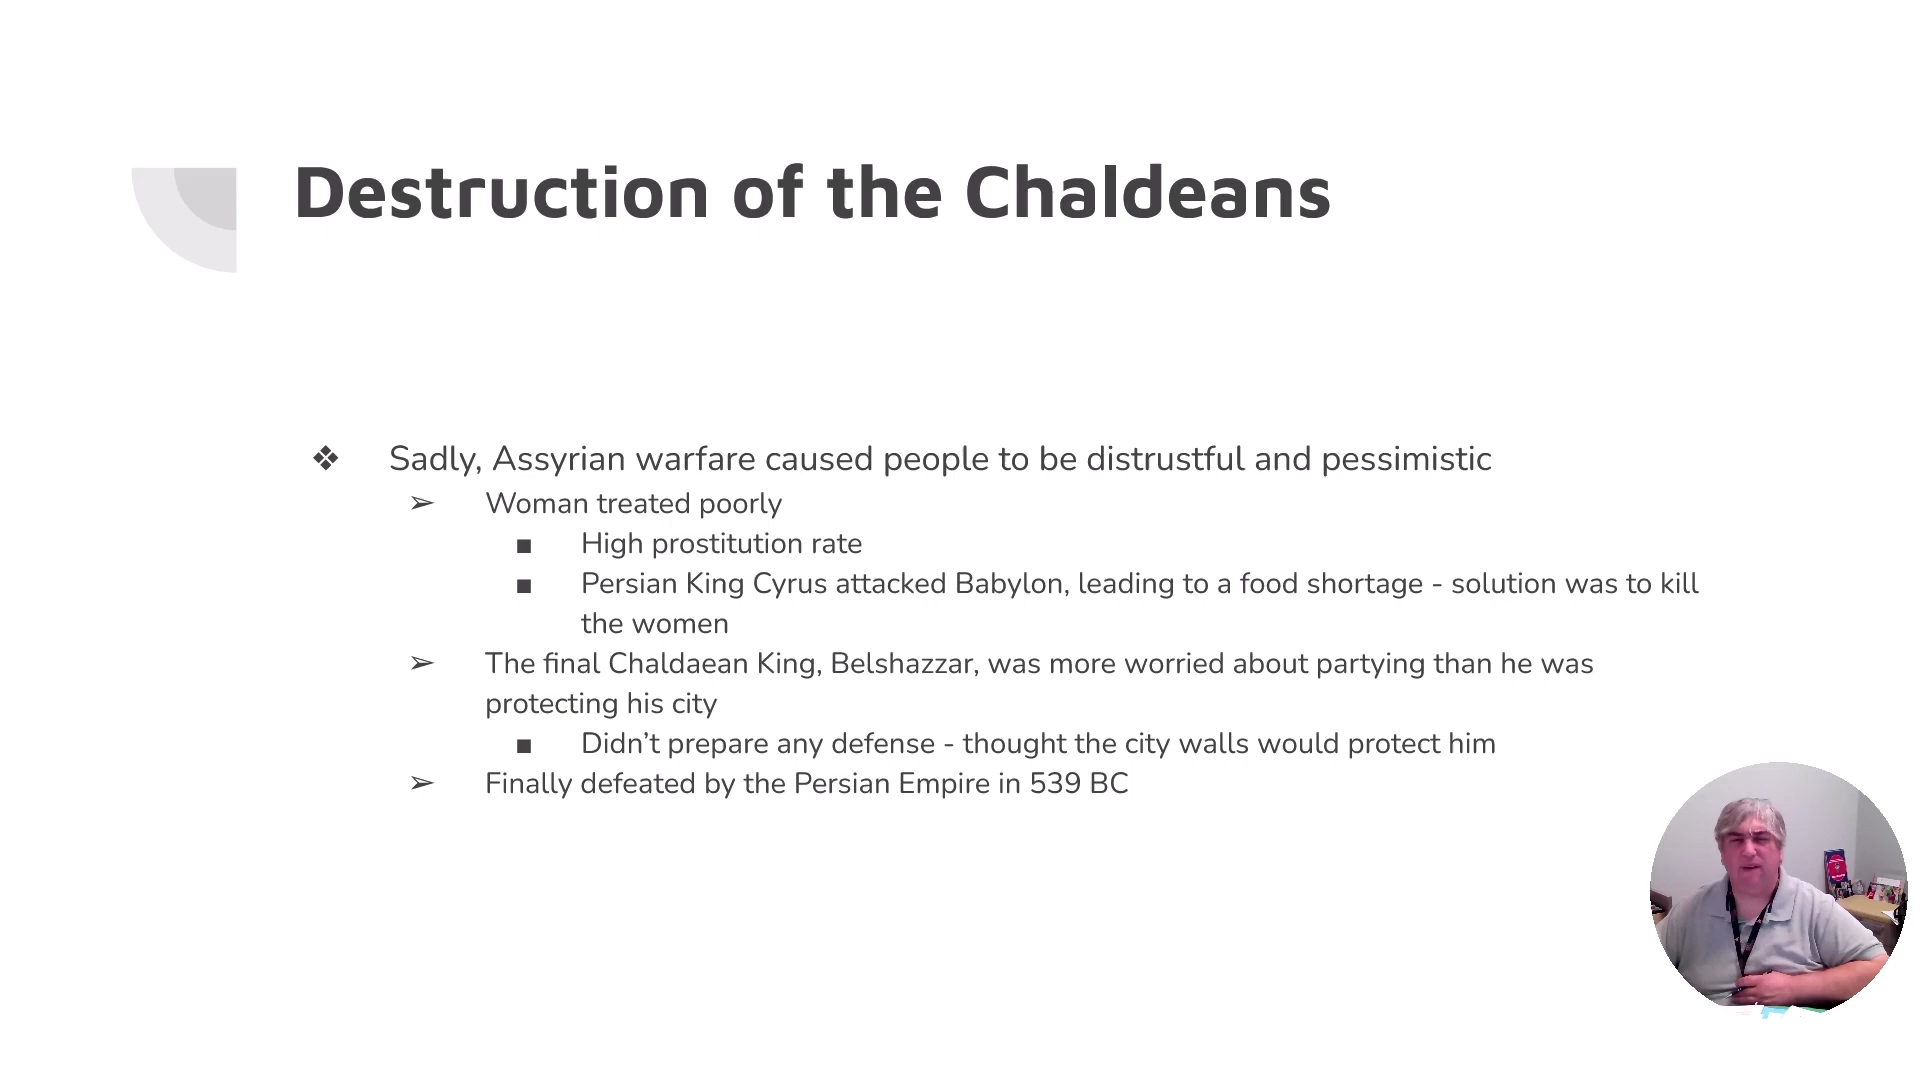 Destruction of the Chaldeans
❖ Sadly, Assyrian warfare caused people to be distrustful and pessimistic
➢ Woman treated poorly
■ High prostitution rate
■ Persian King Cyrus attacked Babylon, leading to a food shortage - solution was to kill
the women
➢ The final Chaldaean King, Belshazzar, was more worried about partying than he was
protecting his city
■ Didn’t prepare any defense - thought the city walls would protect him
➢ Finally defeated by the Persian Empire in 539 BC